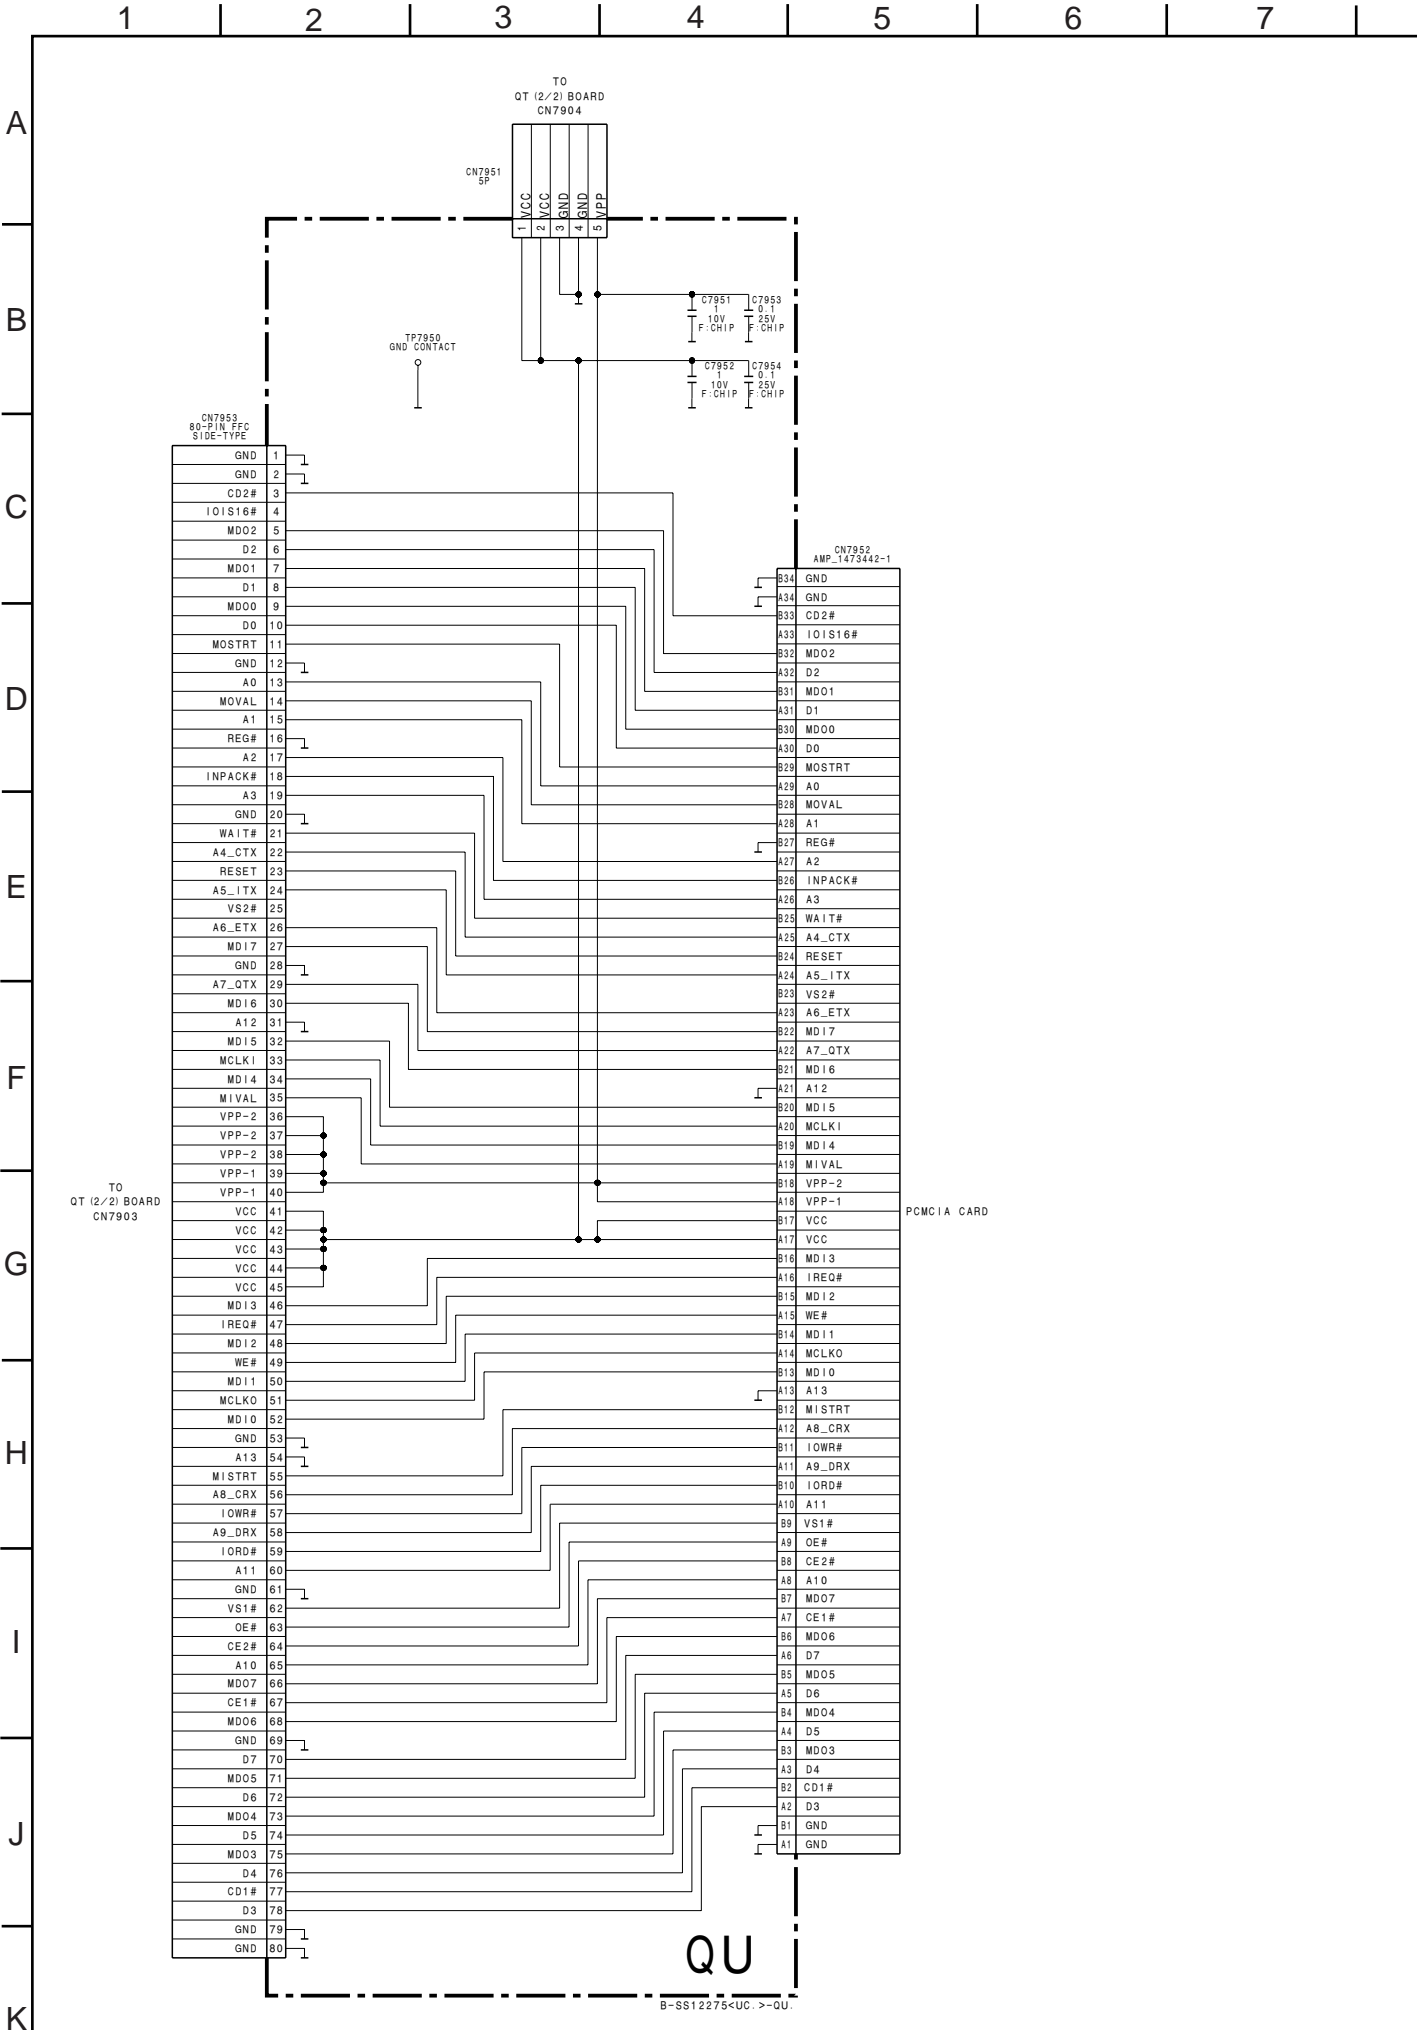 1 2 3 4 5 6 7
A
B
C
D
E
F
G
H
I
J
K
TO
QT (2/2) BOARD
CN7904
CN7951
5P
VCC
VCC
GND
GND
VPP
1
2
3
4
5
C7951
1
10V
F:CHIP
C7953
0.1
25V
F:CHIP
TP7950
GND CONTACT
C7952
1
10V
F:CHIP
C7954
0.1
25V
F:CHIP
CN7953
80-PIN FFC
SIDE-TYPE
GND 1
GND 2
CD2# 3
IOIS16# 4
MDO2 5
D2 6
MDO1 7
D1 8
MDO0 9
D0 10
MOSTRT 11
GND 12
A0 13
MOVAL 14
A1 15
REG# 16
A2 17
INPACK# 18
A3 19
GND 20
WAIT# 21
A4_CTX 22
RESET 23
A5_ITX 24
VS2# 25
A6_ETX 26
MDI7 27
GND 28
A7_QTX 29
MDI6 30
A12 31
MDI5 32
MCLKI 33
MDI4 34
MIVAL 35
VPP-2 36
VPP-2 37
VPP-2 38
VPP-1 39
VPP-1 40
VCC 41
VCC 42
VCC 43
VCC 44
VCC 45
MDI3 46
IREQ# 47
MDI2 48
WE# 49
MDI1 50
MCLKO 51
MDI0 52
GND 53
A13 54
MISTRT 55
A8_CRX 56
IOWR# 57
A9_DRX 58
IORD# 59
A11 60
GND 61
VS1# 62
OE# 63
CE2# 64
A10 65
MDO7 66
CE1# 67
MDO6 68
GND 69
D7 70
MDO5 71
D6 72
MDO4 73
D5 74
MDO3 75
D4 76
CD1# 77
D3 78
GND 79
GND 80
TO
QT (2/2) BOARD
CN7903
CN7952
AMP_1473442-1
B34 GND
A34 GND
B33 CD2#
A33 IOIS16#
B32 MDO2
A32 D2
B31 MDO1
A31 D1
B30 MDO0
A30 D0
B29 MOSTRT
A29 A0
B28 MOVAL
A28 A1
B27 REG#
A27 A2
B26 INPACK#
A26 A3
B25 WAIT#
A25 A4_CTX
B24 RESET
A24 A5_ITX
B23 VS2#
A23 A6_ETX
B22 MDI7
A22 A7_QTX
B21 MDI6
A21 A12
B20 MDI5
A20 MCLKI
B19 MDI4
A19 MIVAL
B18 VPP-2
A18 VPP-1
B17 VCC
A17 VCC
B16 MDI3
A16 IREQ#
B15 MDI2
A15 WE#
B14 MDI1
A14 MCLKO
B13 MDI0
A13 A13
B12 MISTRT
A12 A8_CRX
B11 IOWR#
A11 A9_DRX
B10 IORD#
A10 A11
B9 VS1#
A9 OE#
B8 CE2#
A8 A10
B7 MDO7
A7 CE1#
B6 MDO6
A6 D7
B5 MDO5
A5 D6
B4 MDO4
A4 D5
B3 MDO3
A3 D4
B2 CD1#
A2 D3
B1 GND
A1 GND
PCMCIA CARD
QU
B-SS12275<UC.>-QU.